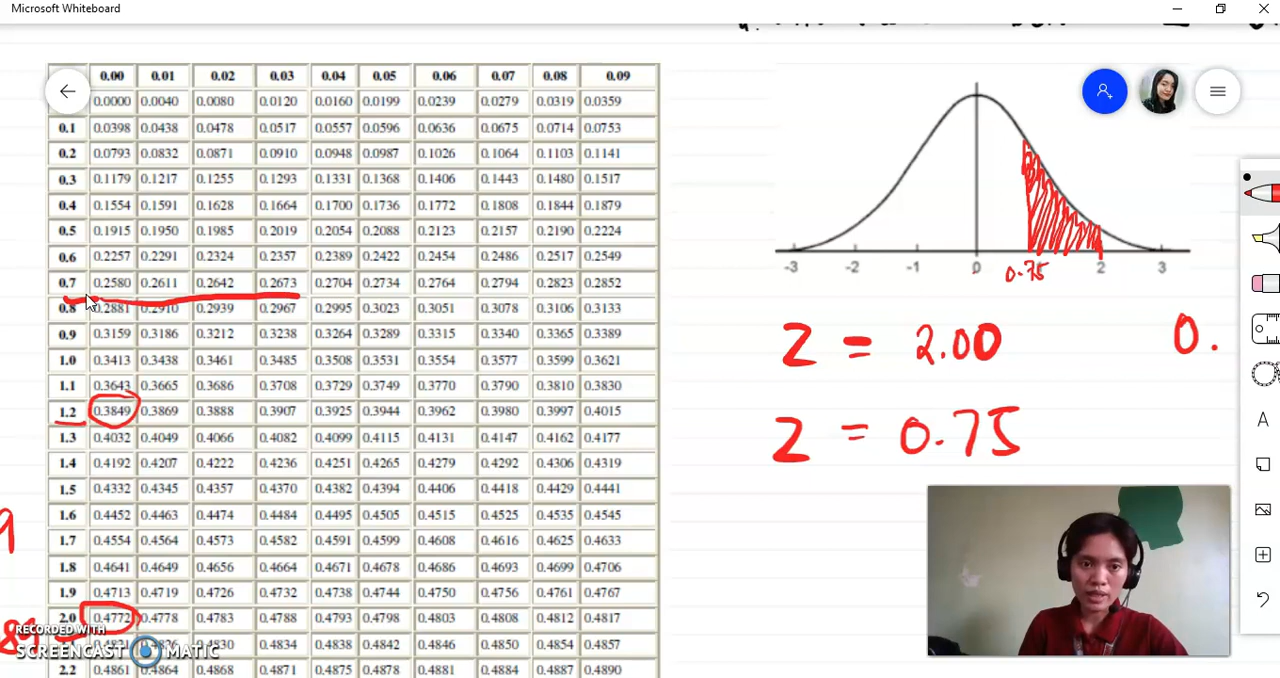 Microsoft Whiteboard
0.00 0.01 0.02 0.03 0.04 0.05 0.06 0.07 0.08 0.09
0.0000 0.0040 0.0080 0.0120 0.0160 0.0199 0.0239 0.0279 0.0319 0.0359
0.1 0.0398 0.0438 0.0478 0.0517 0.0557 0.0596 0.0636 0.0675 0.0714 0.0753
0.2 0.0793 0.0832 0.0871 0.0910 0.0948 0.0987 0.1026 0.1064 0.1103 0.1141
0.3 0.1179 0.1217 0.1255 0.1293 0.1331 0.1368 0.1406 0.1443 0.1480 0.1517
0.4 0.1554 0.1591 0.1628 0.1664 0.1700 0.1736 0.1772 0.1808 0.1844 0.1879
0.5 0.1915 0.1950 0.1985 0.2019 0.2054 0.2088 0.2123 0.2157 0.2190 0.2224
0.6 0.2257 0.2291 0.2324 0.2357 0.2389 0.2422 0.2454 0.2486 0.2517 0.2549
0.7 0.2580 0.2611 0.2642 0.2673 0.2704 0.2734 0.2764 0.2794 0.2823 0.2852
0.8 0.2881 0.2910 0.2939 0.2967 0.2995 0.3023 0.3051 0.3078 0.3106 0.3133
0.9 0.3159 0.3186 0.3212 0.3238 0.3264 0.3289 0.3315 0.3340 0.3365 0.3389
1.0 0.3413 0.3438 0.3461 0.3485 0.3508 0.3531 0.3554 0.3577 0.3599 0.3621
1.1 0.3643 0.3665 0.3686 0.3708 0.3729 0.3749 0.3770 0.3790 0.3810 0.3830
1.2 0.3849 0.3869 0.3888 0.3907 0.3925 0.3944 0.3962 0.3980 0.3997 0.4015
1.3 0.4032 0.4049 0.4066 0.4082 0.4099 0.4115 0.4131 0.4147 0.4162 0.4177
1.4 0.4192 0.4207 0.4222 0.4236 0.4251 0.4265 0.4279 0.4292 0.4306 0.4319
1.5 0.4332 0.4345 0.4357 0.4370 0.4382 0.4394 0.4406 0.4418 0.4429 0.4441
1.6 0.4452 0.4463 0.4474 0.4484 0.4495 0.4505 0.4515 0.4525 0.4535 0.4545
1.7 0.4554 0.4564 0.4573 0.4582 0.4591 0.4599 0.4608 0.4616 0.4625 0.4633
1.8 0.4641 0.4649 0.4656 0.4664 0.4671 0.4678 0.4686 0.4693 0.4699 0.4706
1.9 0.4713 0.4719 0.4726 0.4732 0.4738 0.4744 0.4750 0.4756 0.4761 0.4767
2.0 0.4772 0.4778 0.4783 0.4788 0.4793 0.4798 0.4803 0.4808 0.4812 0.4817
0.4830 0.4834 0.4838 0.4842 0.4846 0.4850 0.4854 0.4857
2.2 0.4861 0.4864 0.4868 0.4871 0.4875 0.4878 0.4881 0.4884 0.4887 0.4890
RECORDED WITH
SCREENCAST MATIC
-3 -2 -1 0 0.75 2 3
Z = 2.00 0.
Z = 0.75
9